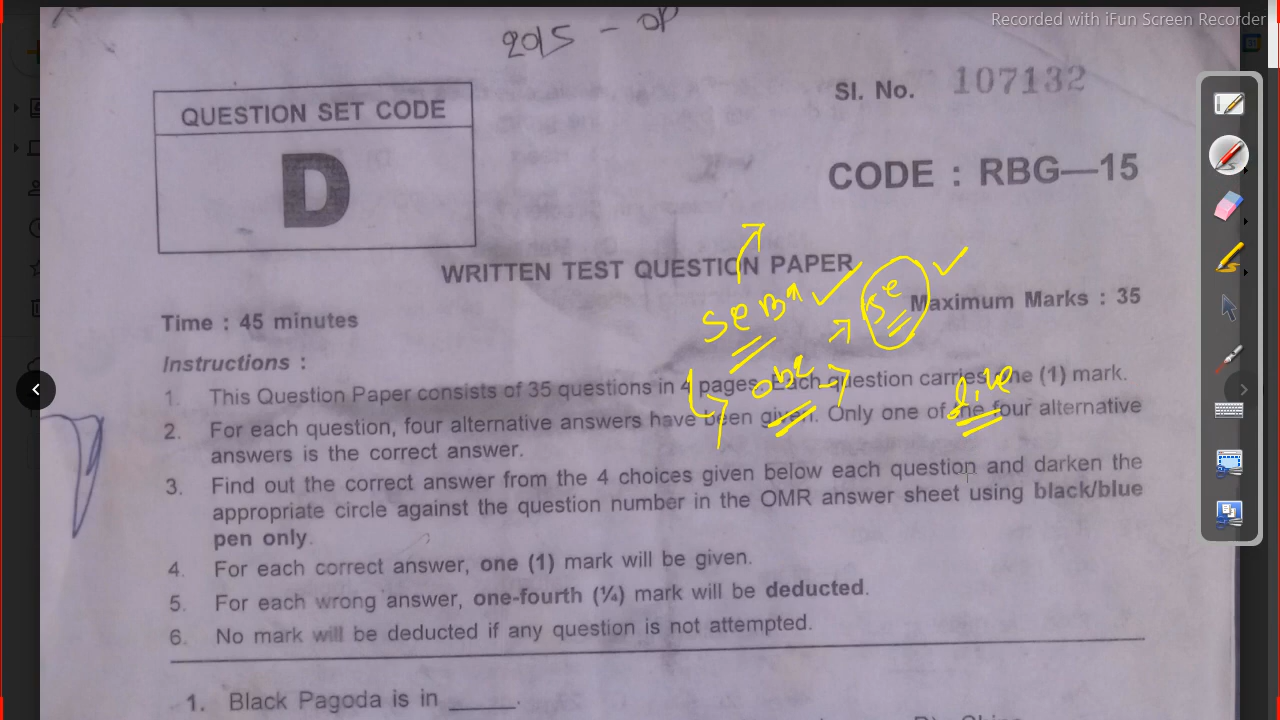 Recorded with iFun Screen Recorder
2015 - OP
QUESTION SET CODE
D
Sl. No. 107132
CODE : RBG—15
WRITTEN TEST QUESTION PAPER
Time : 45 minutes
Maximum Marks : 35
Instructions :
1. This Question Paper consists of 35 questions in 4 pages. Each question carries one (1) mark.
2. For each question, four alternative answers have been given. Only one of the four alternative
answers is the correct answer.
3. Find out the correct answer from the 4 choices given below each question and darken the
appropriate circle against the question number in the OMR answer sheet using black/blue
pen only.
4. For each correct answer, one (1) mark will be given.
5. For each wrong answer, one-fourth (¼) mark will be deducted.
6. No mark will be deducted if any question is not attempted.
1. Black Pagoda is in _____.